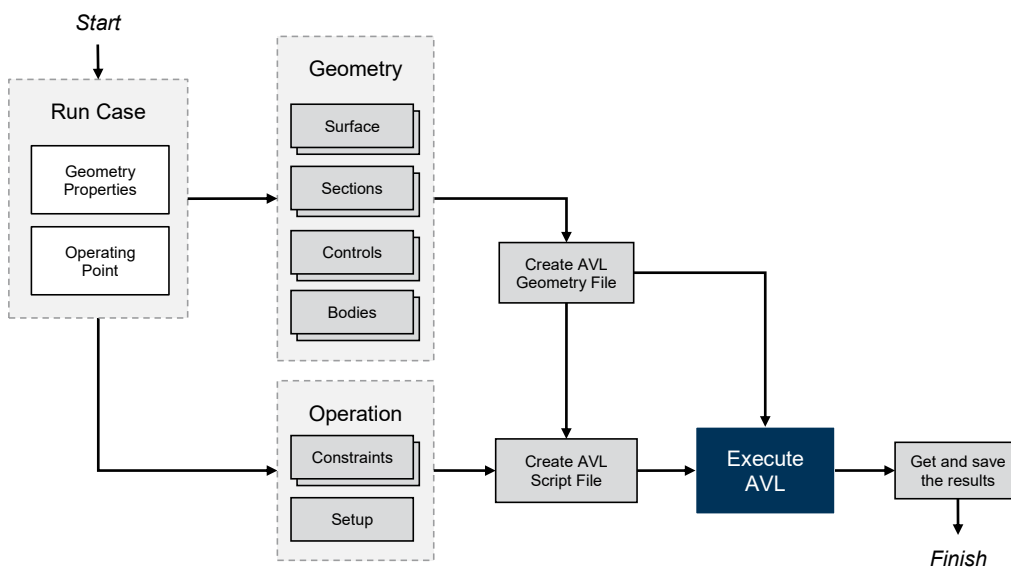 Start
Run Case
Geometry
Properties
Operating
Point
Geometry
Surface
Sections
Controls
Bodies
Operation
Constraints
Setup
Create AVL
Geometry File
Create AVL
Script File
Execute
AVL
Get and save
the results
Finish